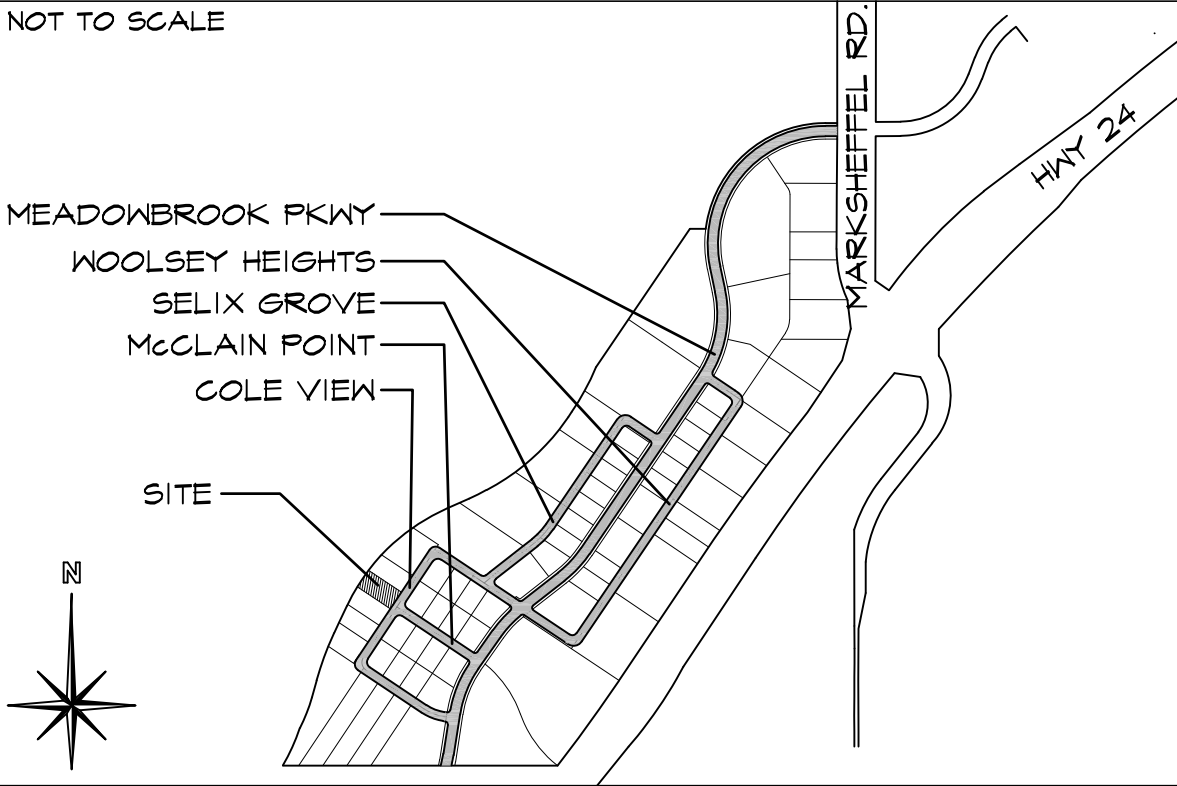 NOT TO SCALE
MARKSHEFFEL RD.
HWY 24
MEADOWBROOK PKWY
WOOLSEY HEIGHTS
SELIX GROVE
McCLAIN POINT
COLE VIEW
SITE
N